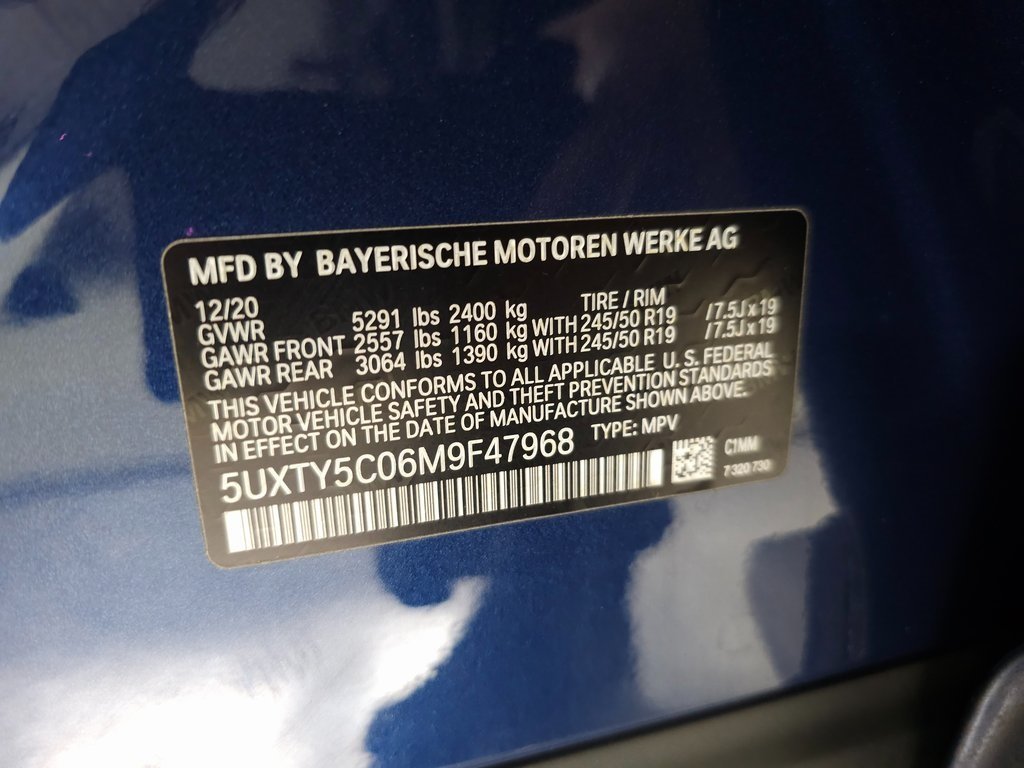 MFD BY BAYERISCHE MOTOREN WERKE AG
12/20 TIRE / RIM
GVWR 5291 lbs 2400 kg
GAWR FRONT 2557 lbs 1160 kg WITH 245/50 R19 /7.5J x 19
GAWR REAR 3064 lbs 1390 kg WITH 245/50 R19 /7.5J x 19
THIS VEHICLE CONFORMS TO ALL APPLICABLE U.S. FEDERAL
MOTOR VEHICLE SAFETY AND THEFT PREVENTION STANDARDS
IN EFFECT ON THE DATE OF MANUFACTURE SHOWN ABOVE.
5UXTY5C06M9F47968 TYPE: MPV
C1MM
7 320 730